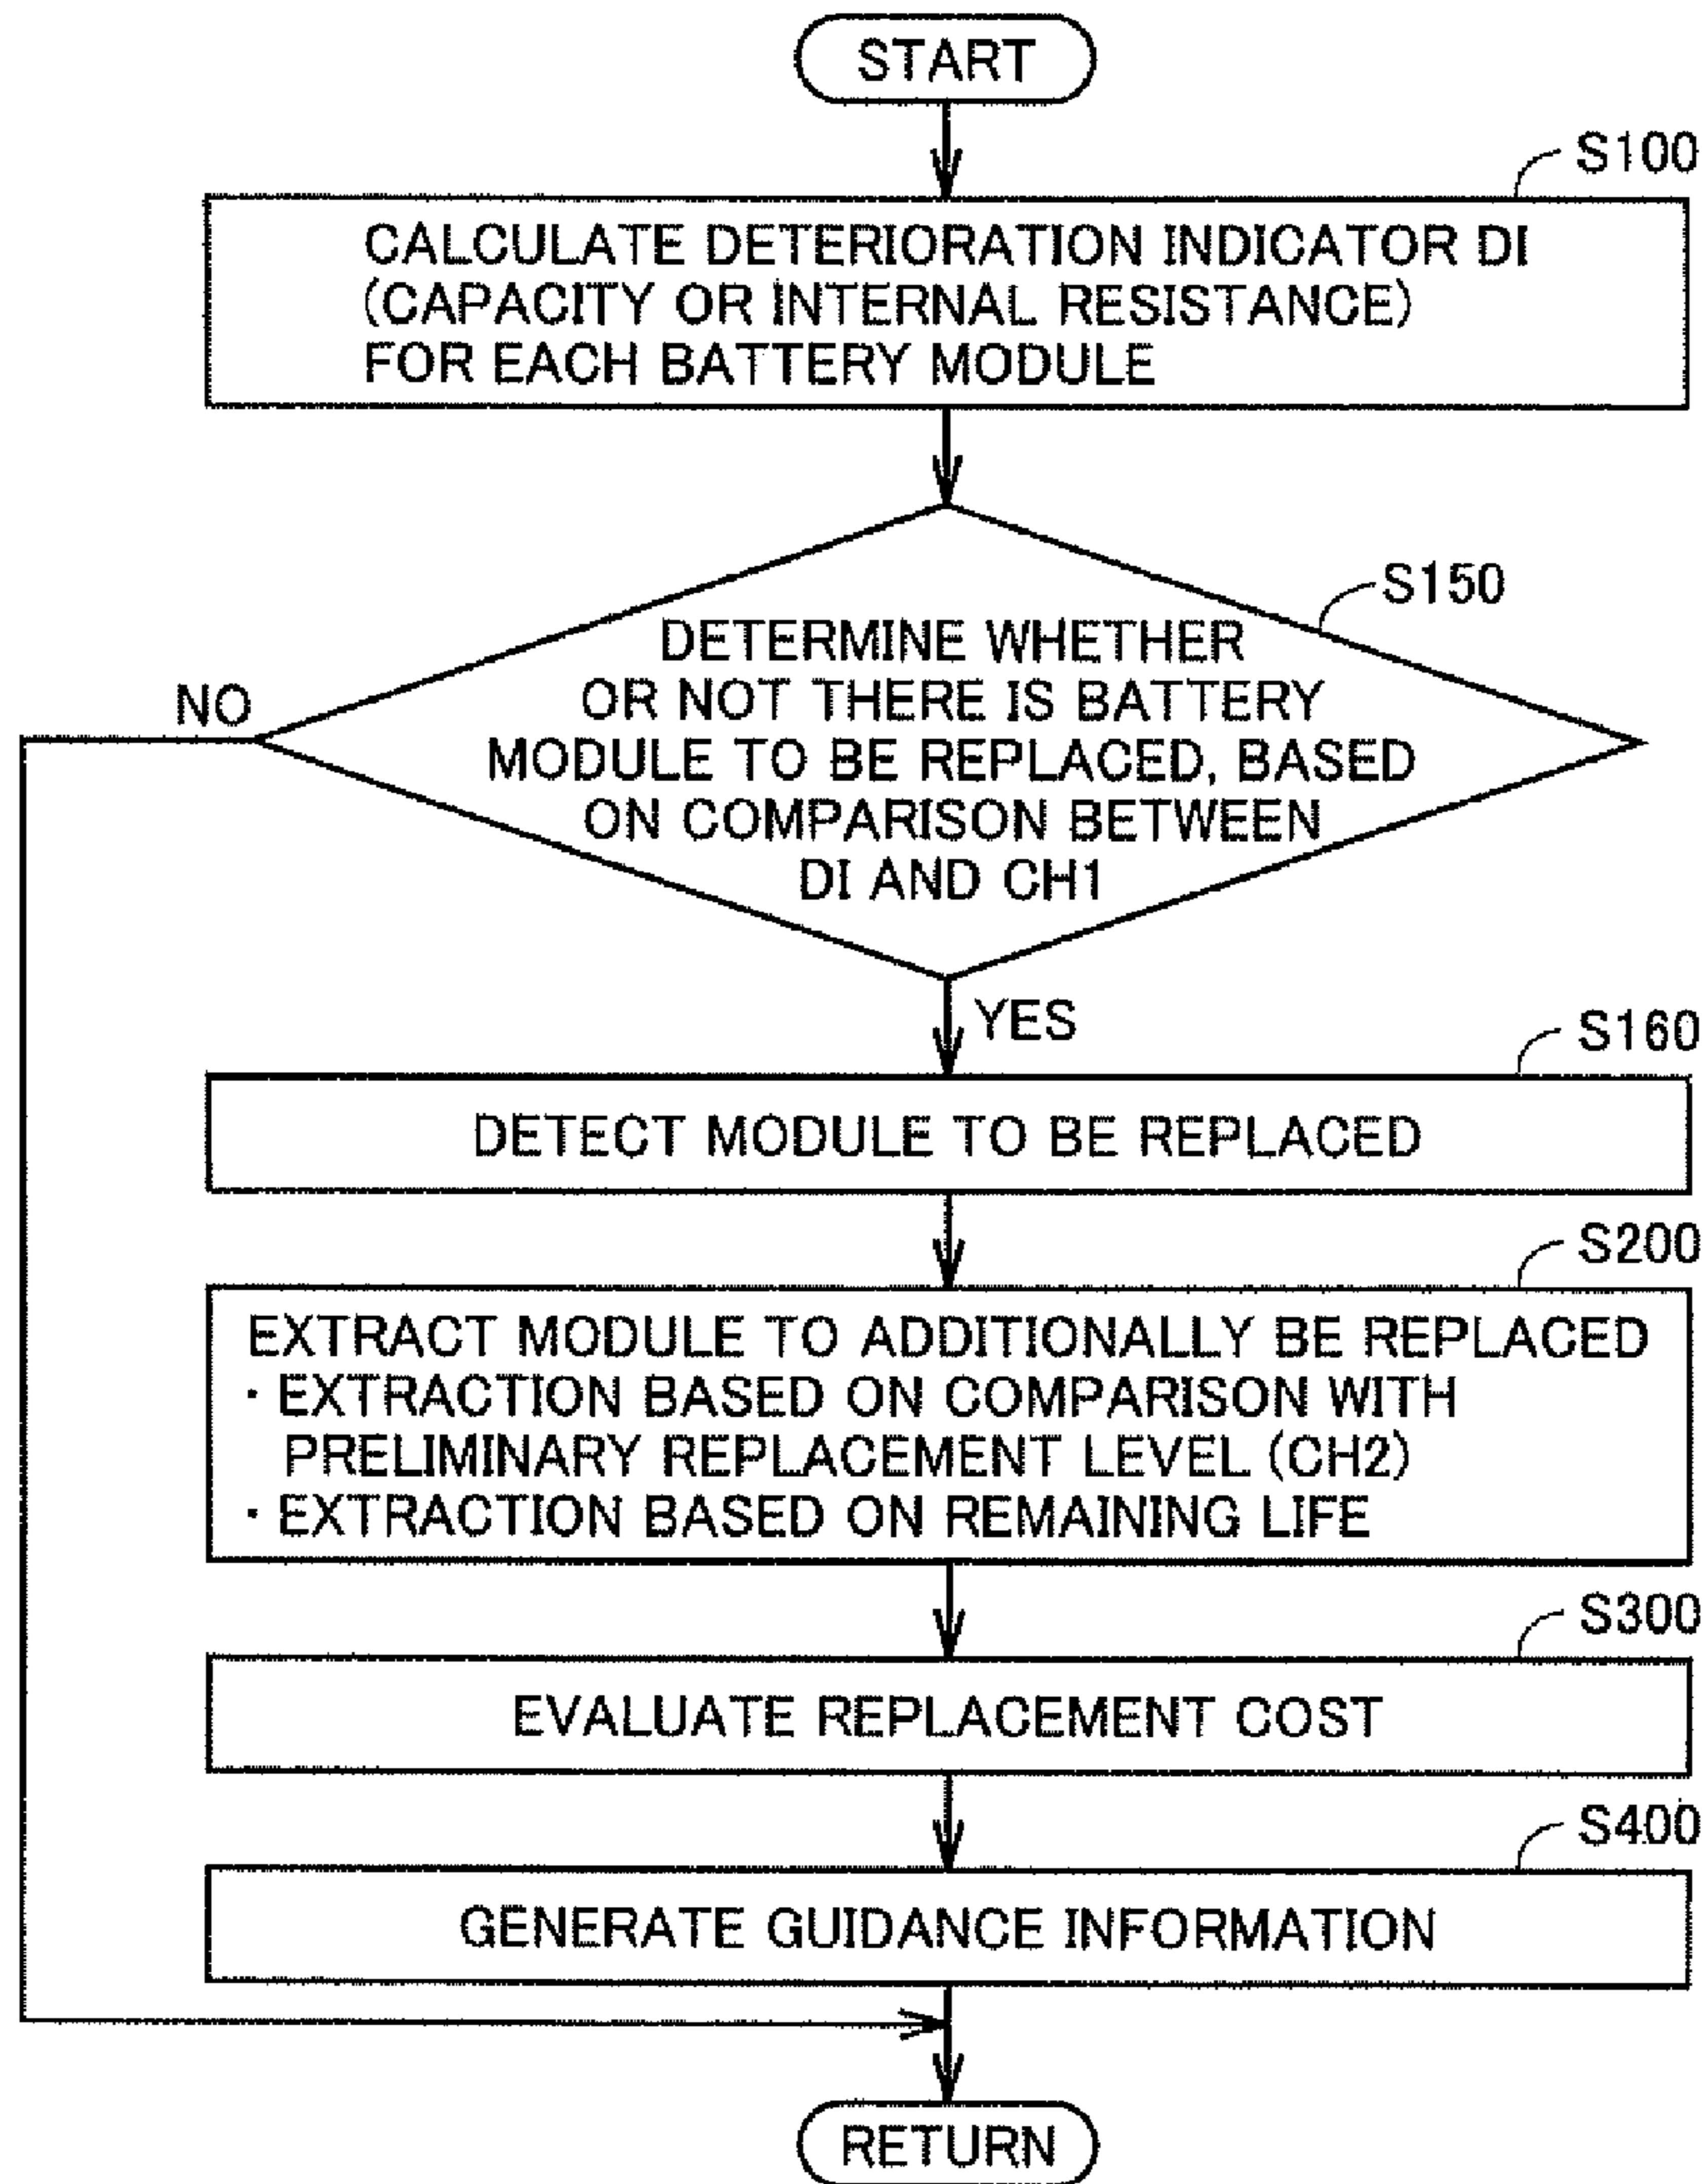 START
S100
CALCULATE DETERIORATION INDICATOR DI
(CAPACITY OR INTERNAL RESISTANCE)
FOR EACH BATTERY MODULE
S150
DETERMINE WHETHER
OR NOT THERE IS BATTERY
MODULE TO BE REPLACED, BASED
ON COMPARISON BETWEEN
DI AND CH1
NO
YES
S160
DETECT MODULE TO BE REPLACED
S200
EXTRACT MODULE TO ADDITIONALLY BE REPLACED
・EXTRACTION BASED ON COMPARISON WITH
PRELIMINARY REPLACEMENT LEVEL (CH2)
・EXTRACTION BASED ON REMAINING LIFE
S300
EVALUATE REPLACEMENT COST
S400
GENERATE GUIDANCE INFORMATION
RETURN